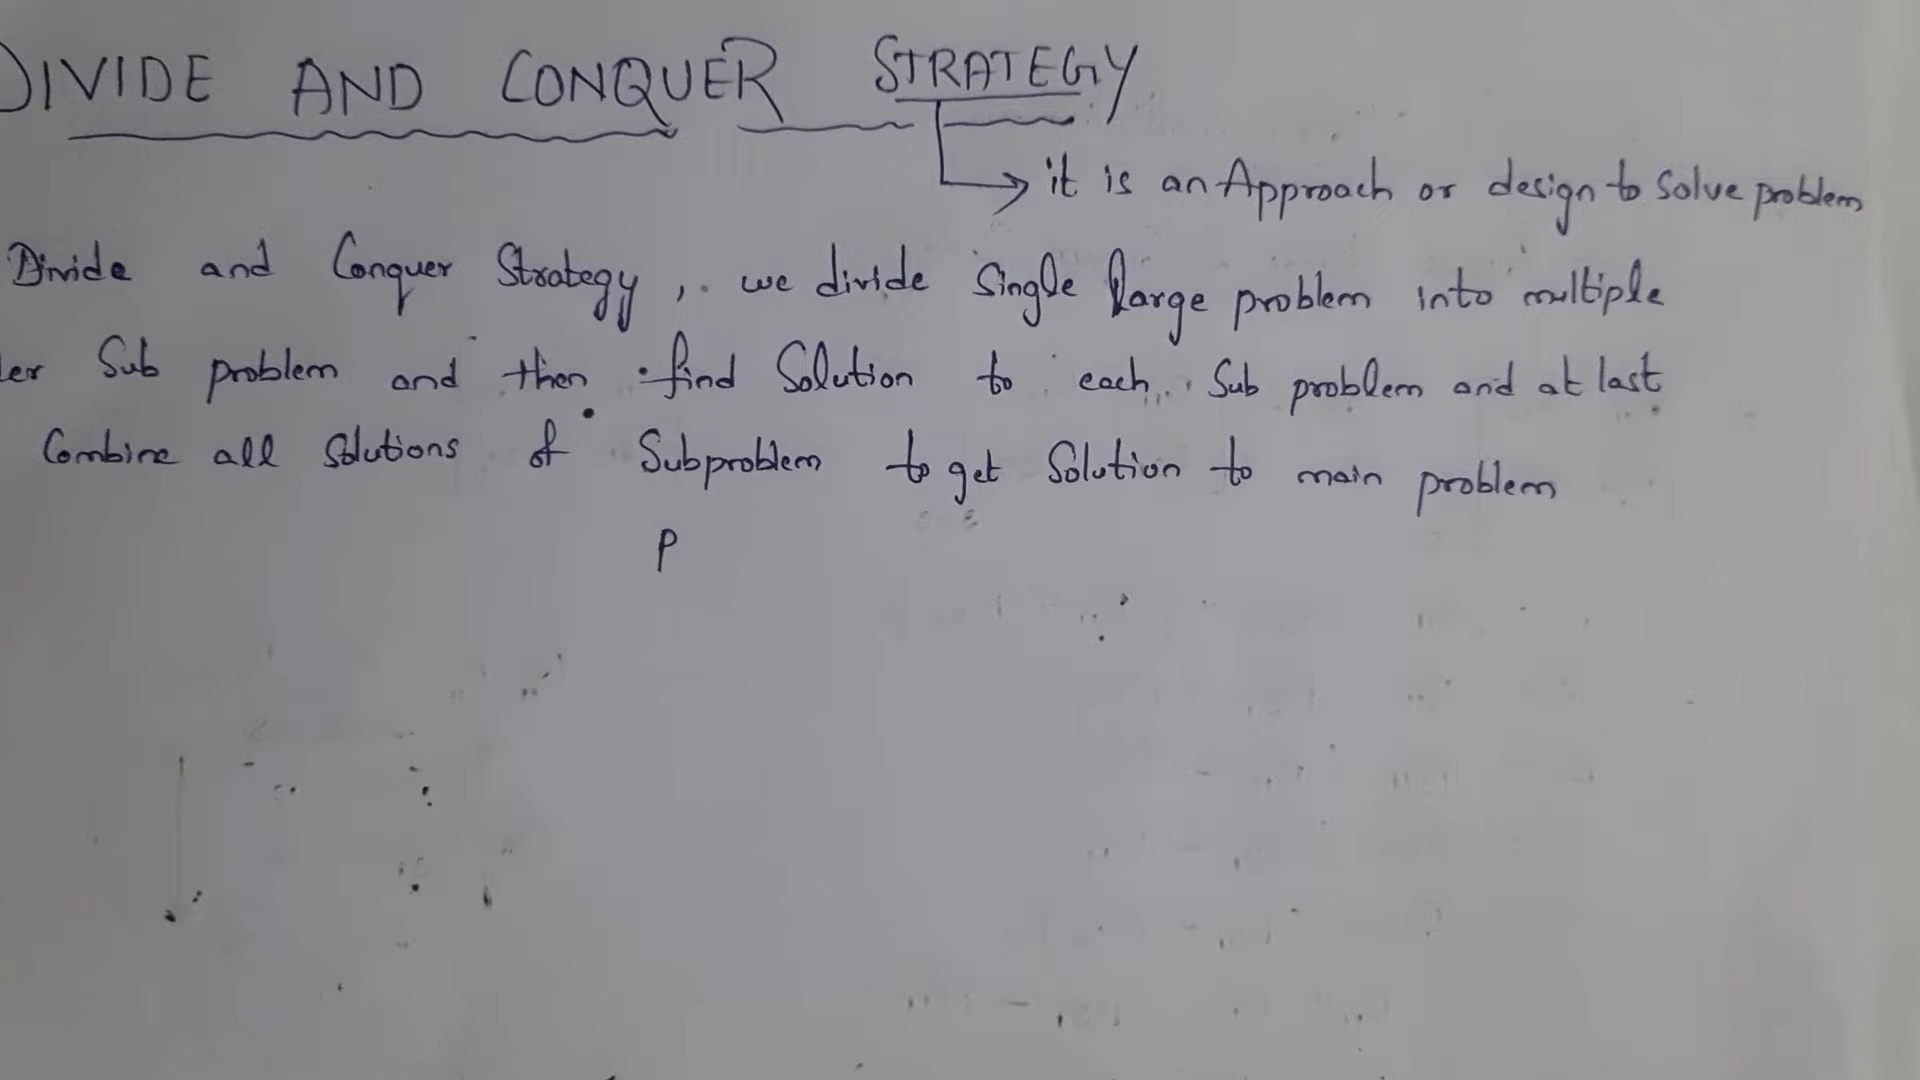 DIVIDE AND CONQUER STRATEGY
it is an Approach or design to Solve problem
Divide and Conquer Strategy, we divide Single large problem into multiple
ler Sub problem and then find Solution to each Sub problem and at last
Combine all Solutions of Subproblem to get Solution to main problem
P